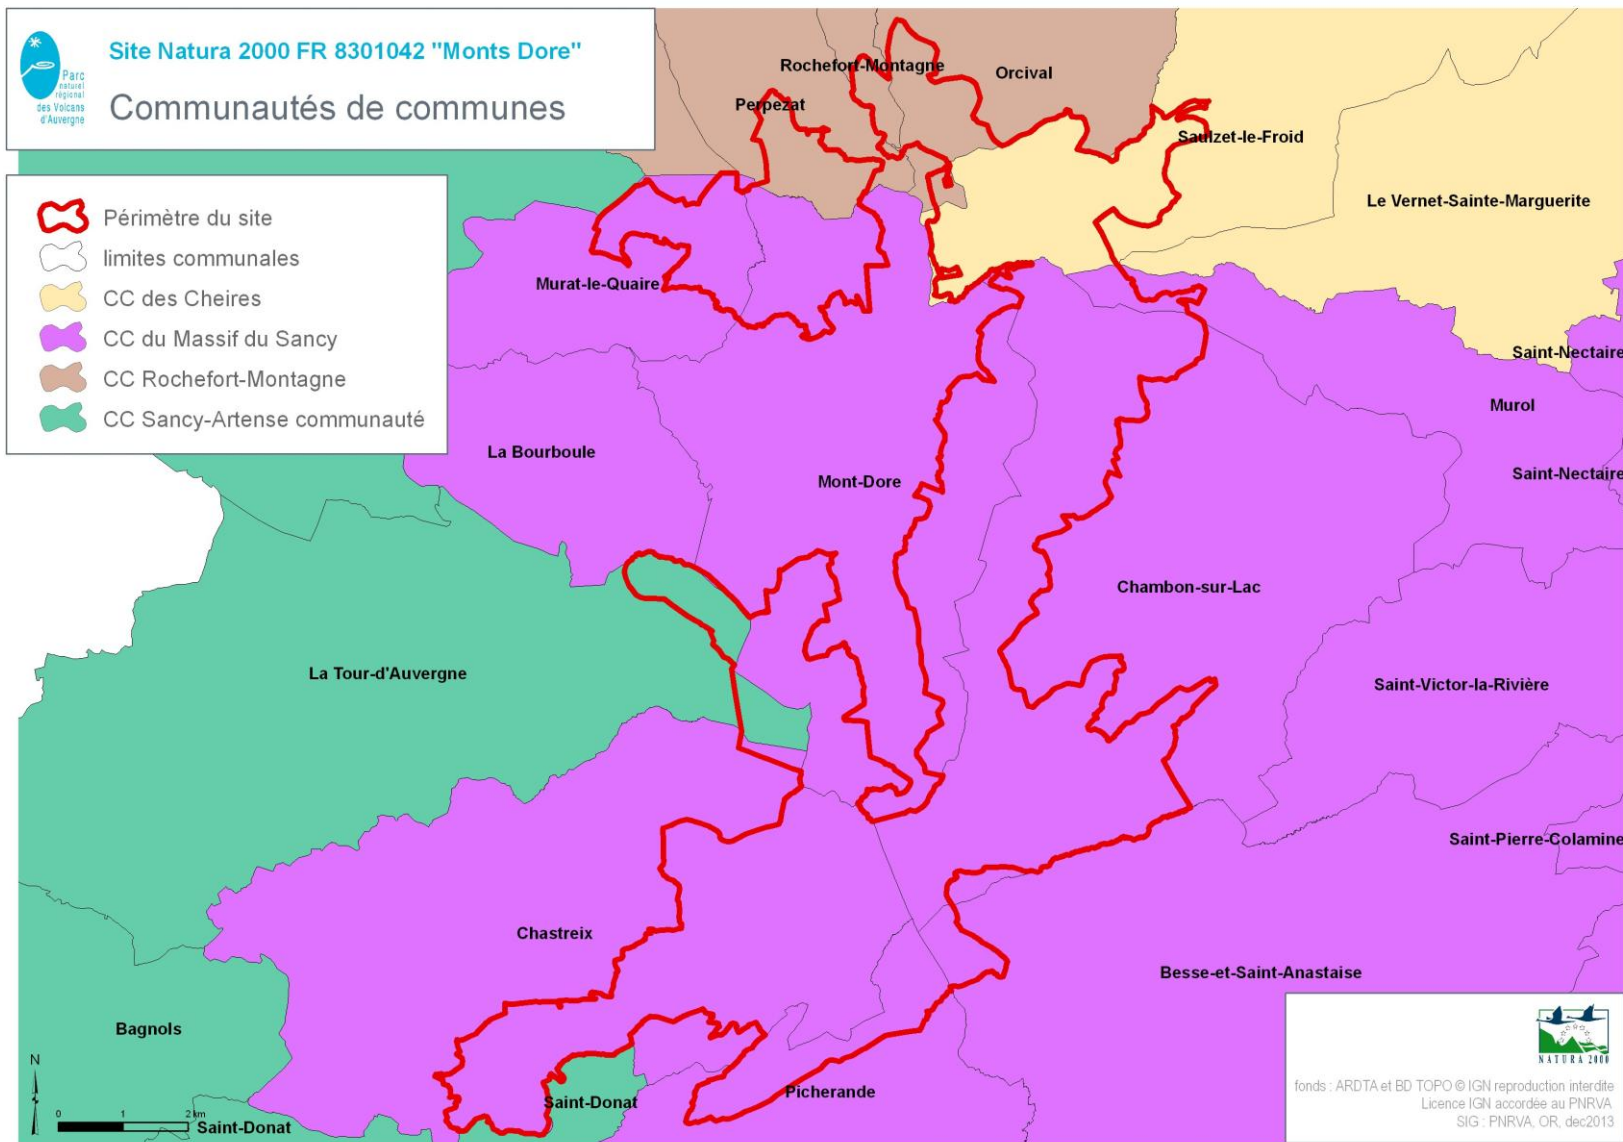 Site Natura 2000 FR 8301042 "Monts Dore"
Communautés de communes
Parc
naturel
régional
des Volcans
d'Auvergne
Périmètre du site
limites communales
CC des Cheires
CC du Massif du Sancy
CC Rochefort-Montagne
CC Sancy-Artense communauté
Rochefort-Montagne
Orcival
Perpezat
Saulzet-le-Froid
Le Vernet-Sainte-Marguerite
Murat-le-Quaire
Saint-Nectaire
Murol
La Bourboule
Mont-Dore
Saint-Nectaire
Chambon-sur-Lac
La Tour-d'Auvergne
Saint-Victor-la-Rivière
Saint-Pierre-Colamine
Chastreix
Besse-et-Saint-Anastaise
Bagnols
Picherande
Saint-Donat
Saint-Donat
N
0 1 2 km
NATURA 2000
fonds : ARDTA et BD TOPO © IGN reproduction interdite
Licence IGN accordée au PNRVA
SIG : PNRVA, OR, dec2013